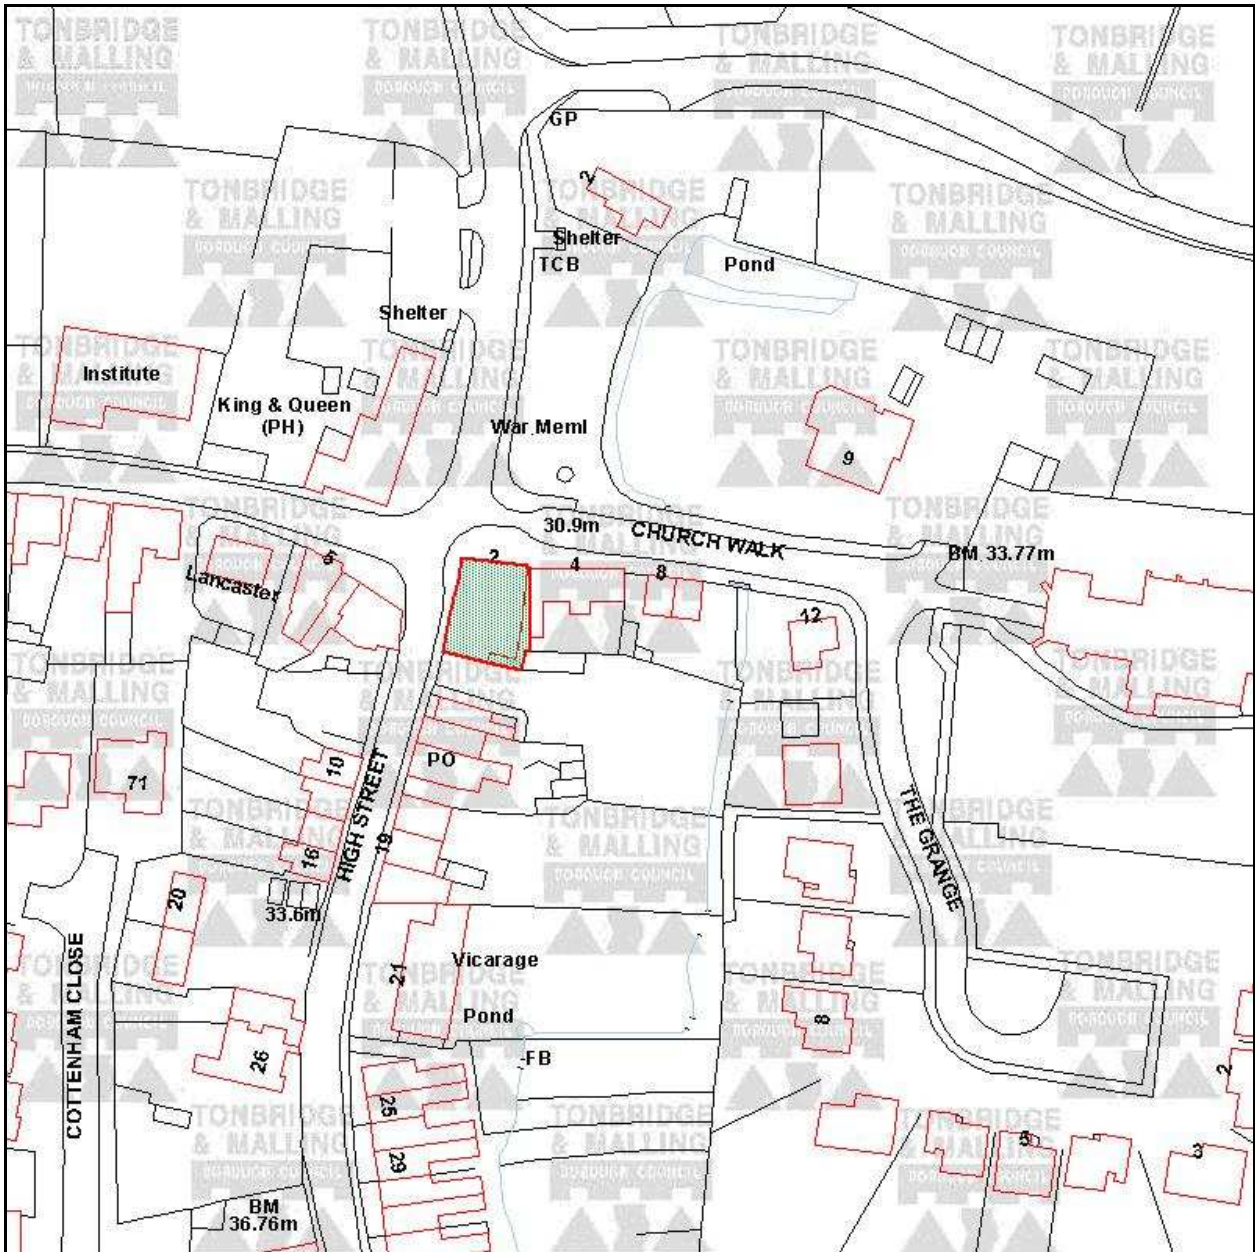 TONBRIDGE
& MALLING
BOROUGH COUNCIL
GP
2
Shelter
TCB
Pond
Shelter
Institute
King & Queen
(PH)
War Meml
9
30.9m
CHURCH WALK
BM 33.77m
2
4
8
5
Lancaster
12
PO
10
71
HIGH STREET
19
16
THE GRANGE
20
33.6m
COTTENHAM CLOSE
Vicarage
21
Pond
8
26
FB
2
25
29
5
3
BM
36.76m